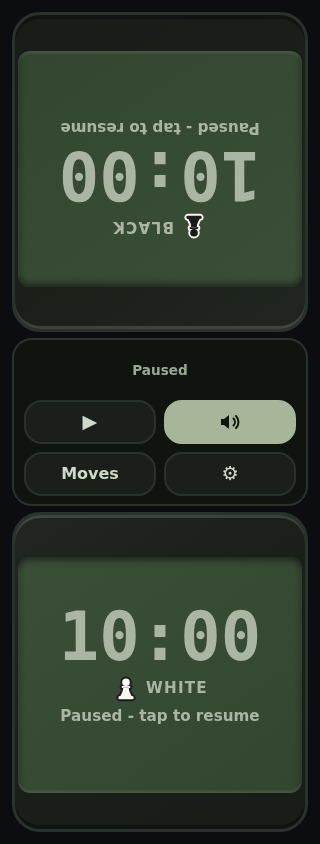 Paused - tap to resume
10:00
BLACK
Paused
Moves
10:00
WHITE
Paused - tap to resume